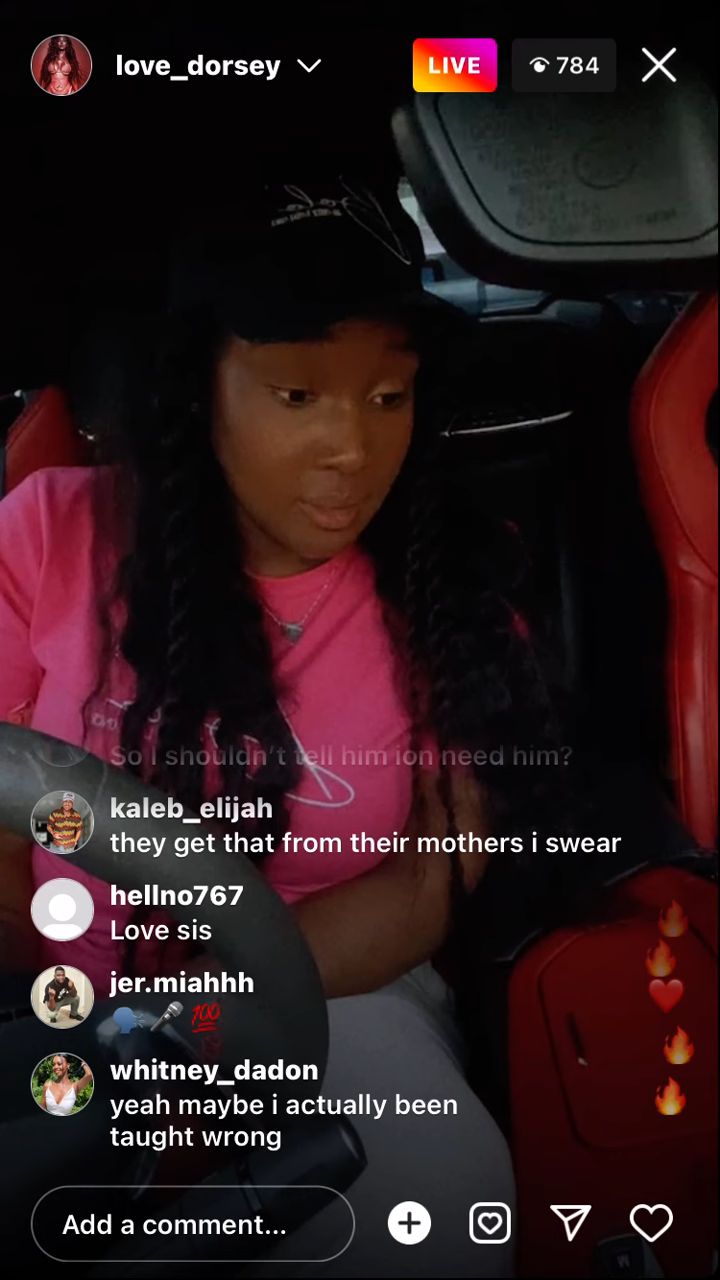 love_dorsey
LIVE
784
So I shouldn't tell him ion need him?
kaleb_elijah
they get that from their mothers i swear
hellno767
Love sis
jer.miahhh
🗣️🎤💯
whitney_dadon
yeah maybe i actually been
taught wrong
Add a comment...